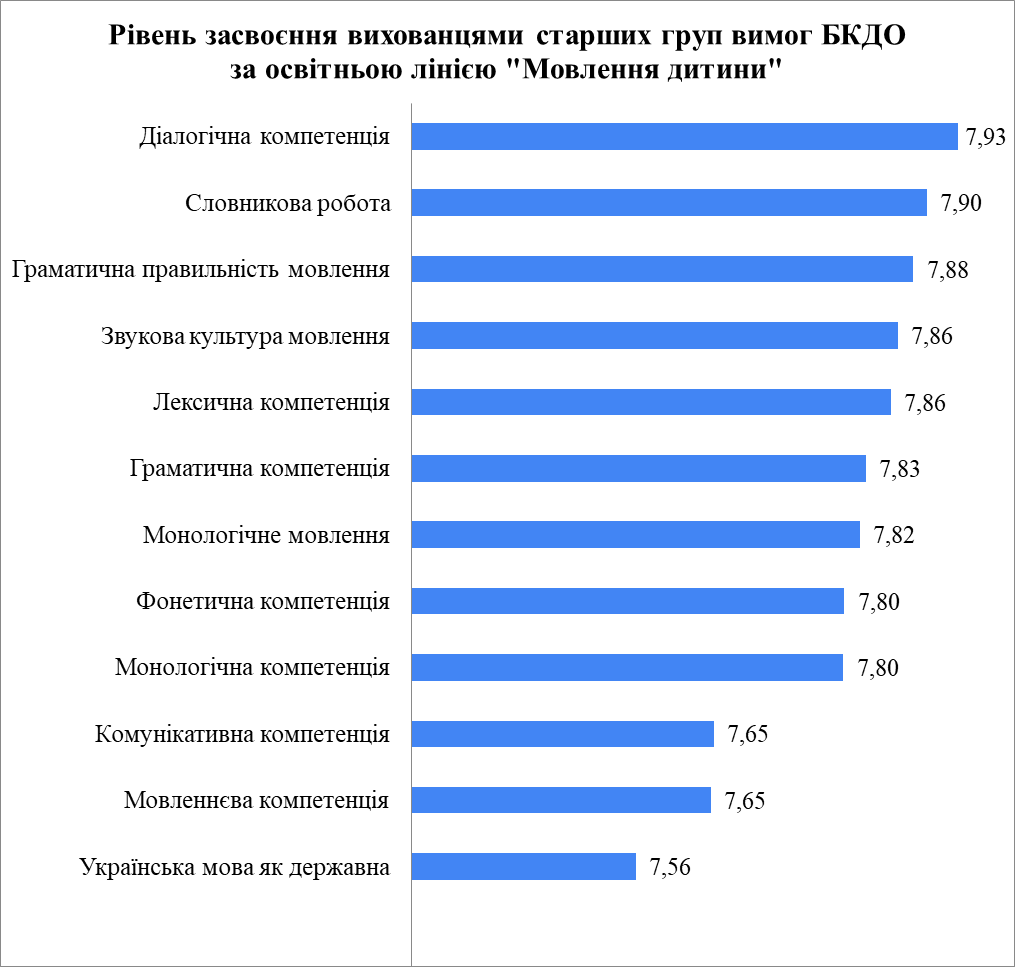 Рівень засвоєння вихованцями старших груп вимог БКДО
за освітньою лінією "Мовлення дитини"
Діалогічна компетенція 7,93
Словникова робота 7,90
Граматична правильність мовлення 7,88
Звукова культура мовлення 7,86
Лексична компетенція 7,86
Граматична компетенція 7,83
Монологічне мовлення 7,82
Фонетична компетенція 7,80
Монологічна компетенція 7,80
Комунікативна компетенція 7,65
Мовленнєва компетенція 7,65
Українська мова як державна 7,56